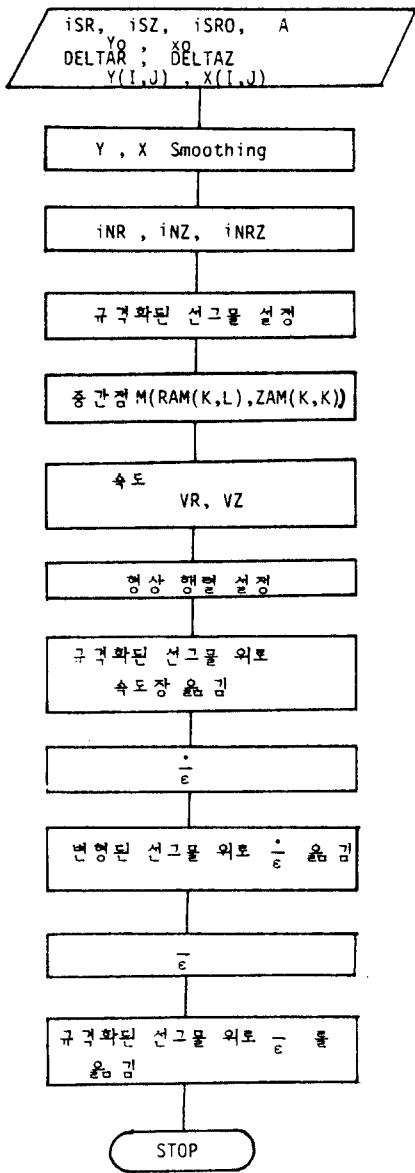 iSR, iSZ, iSRO, A
Yo , xo
DELTAR , DELTAZ
Y(I,J) , X(I,J)
Y , X Smoothing
iNR , iNZ, iNRZ
규격화된 선그물 설정
중간점 M(RAM(K,L),ZAM(K,K))
속도
VR, VZ
형상 행렬 설정
규격화된 선그물 위로
속도장 옮김
ε̄̇
변형된 선그물 위로 ε̄̇ 옮김
ε̄
규격화된 선그물 위로 ε̄ 를
옮김
STOP